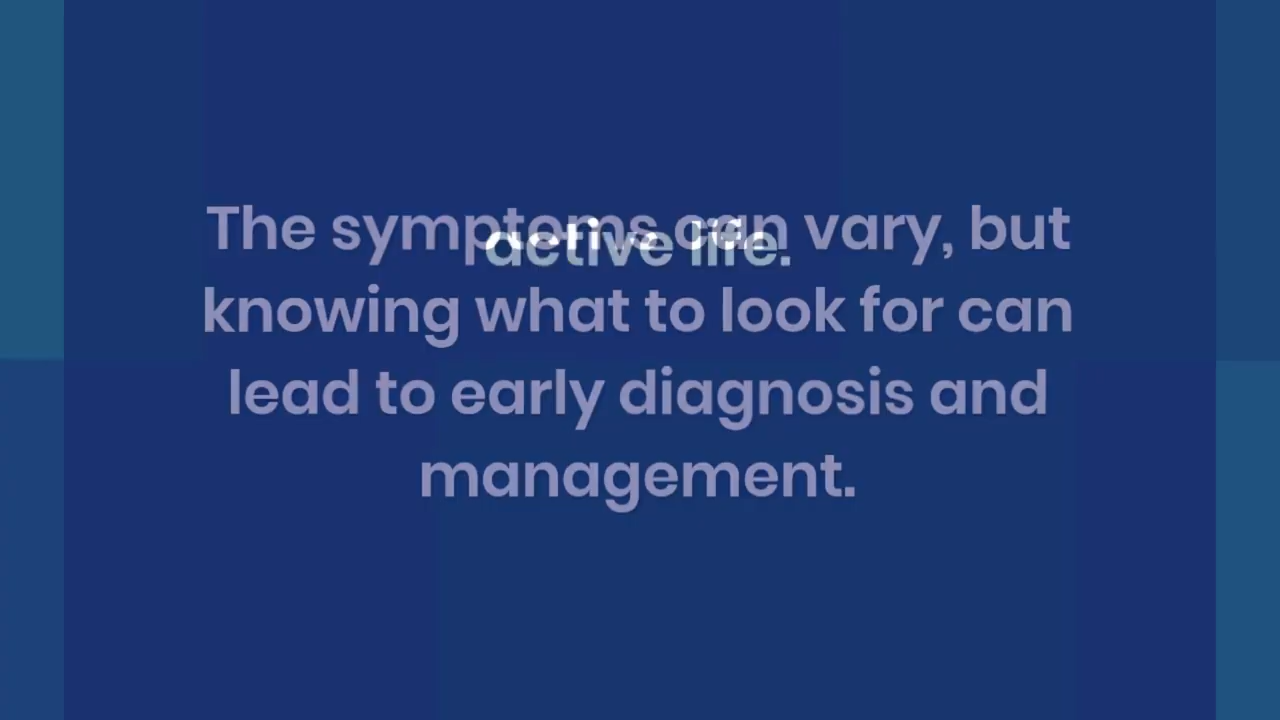 The symptoms can vary, but
active life.
knowing what to look for can
lead to early diagnosis and
management.